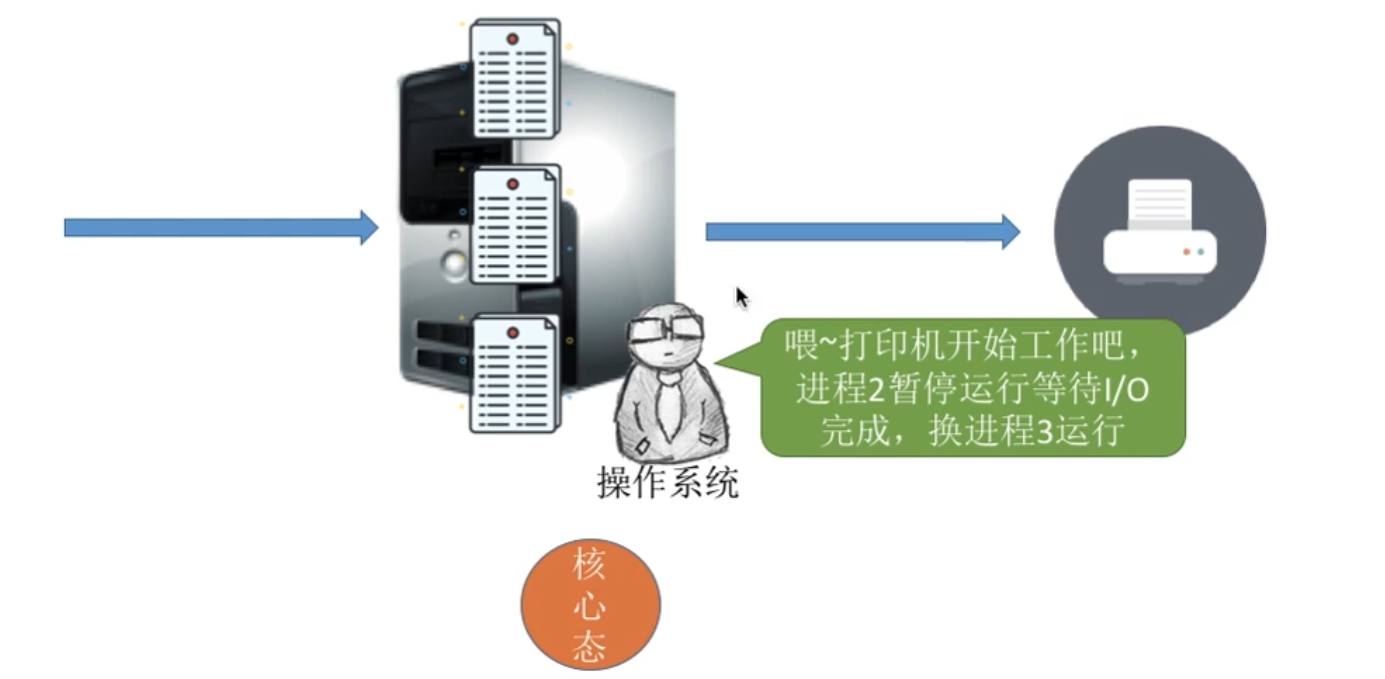 喂~打印机开始工作吧，
进程2暂停运行等待I/O
完成，换进程3运行
操作系统
核
心
态